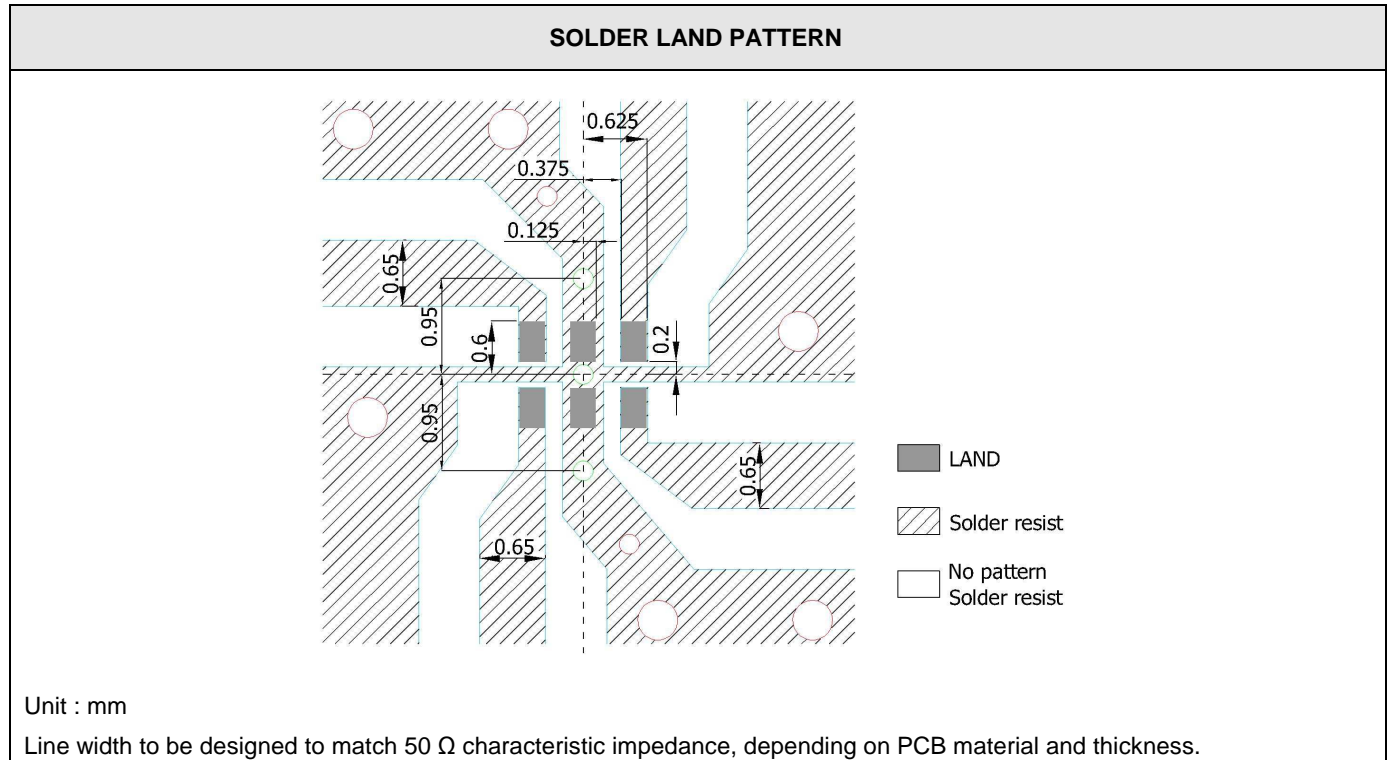 SOLDER LAND PATTERN
0.625
0.375
0.125
0.65
0.95
0.6
0.2
0.95
0.65
0.65
LAND
Solder resist
No pattern
Solder resist
Unit : mm
Line width to be designed to match 50 Ω characteristic impedance, depending on PCB material and thickness.